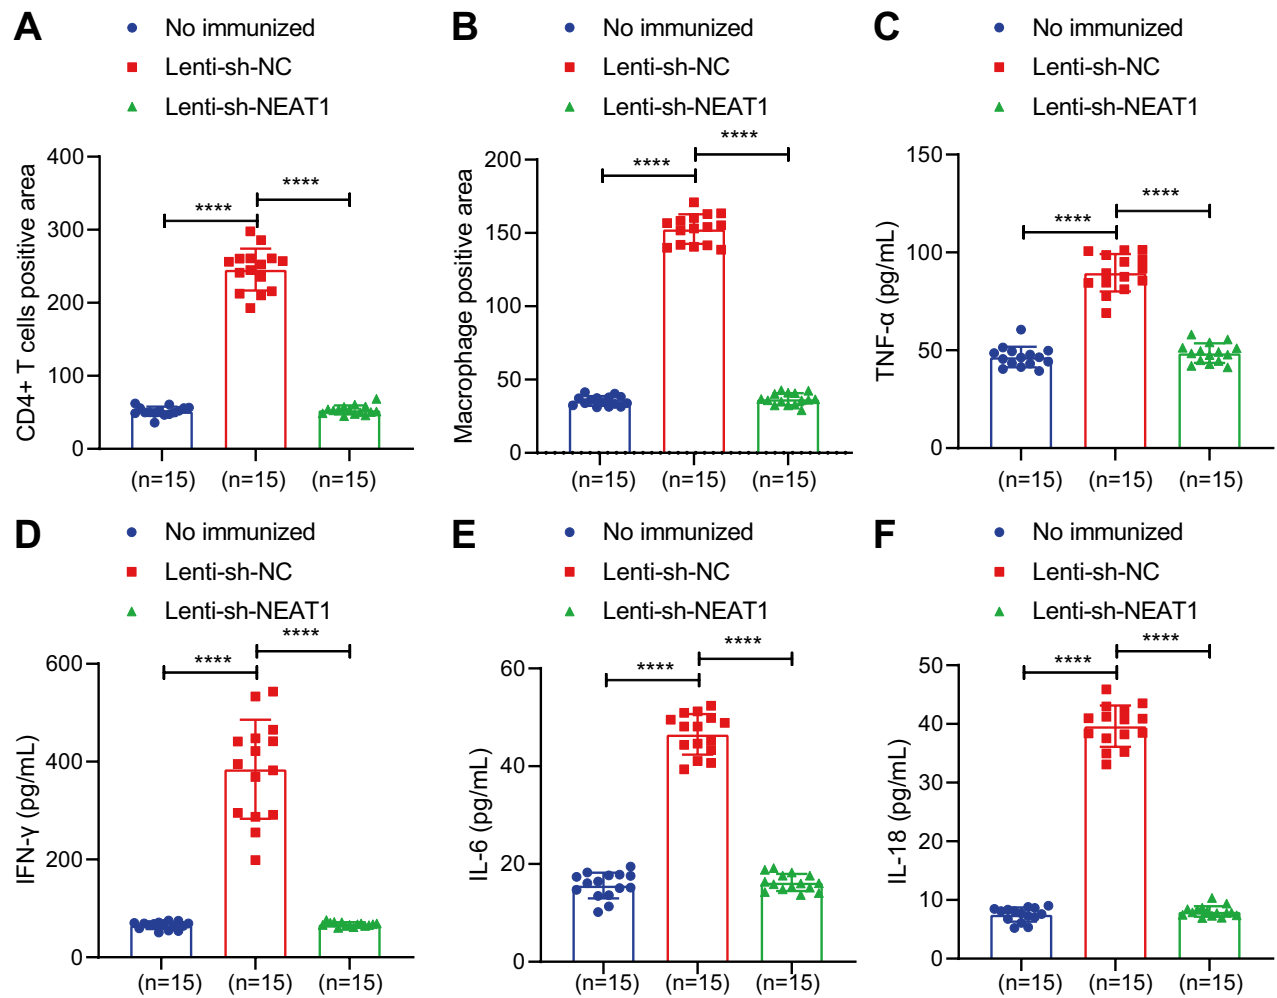 A
No immunized
Lenti-sh-NC
Lenti-sh-NEAT1
CD4+ T cells positive area
400
300
200
100
0
****
****
(n=15) (n=15) (n=15)
B
No immunized
Lenti-sh-NC
Lenti-sh-NEAT1
Macrophage positive area
200
150
100
50
0
****
****
(n=15) (n=15) (n=15)
C
No immunized
Lenti-sh-NC
Lenti-sh-NEAT1
TNF-α (pg/mL)
150
100
50
0
****
****
(n=15) (n=15) (n=15)
D
No immunized
Lenti-sh-NC
Lenti-sh-NEAT1
IFN-γ (pg/mL)
600
400
200
0
****
****
(n=15) (n=15) (n=15)
E
No immunized
Lenti-sh-NC
Lenti-sh-NEAT1
IL-6 (pg/mL)
60
40
20
0
****
****
(n=15) (n=15) (n=15)
F
No immunized
Lenti-sh-NC
Lenti-sh-NEAT1
IL-18 (pg/mL)
50
40
30
20
10
0
****
****
(n=15) (n=15) (n=15)